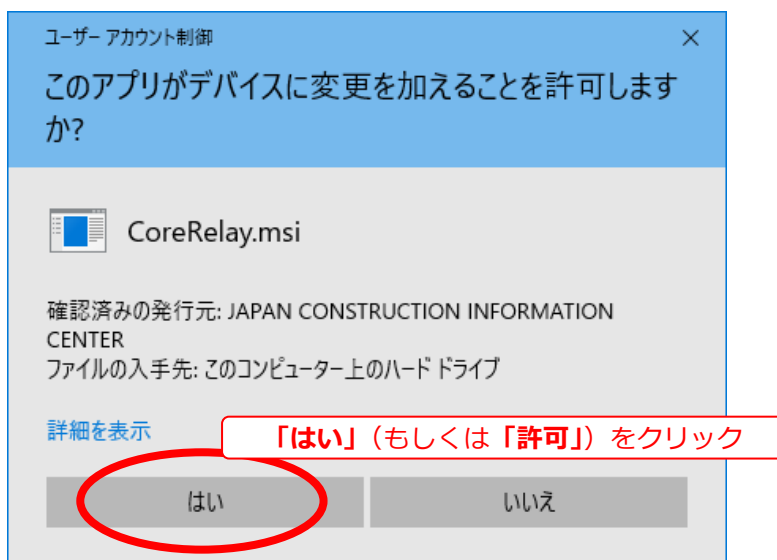 ユーザー アカウント制御
このアプリがデバイスに変更を加えることを許可します
か?
CoreRelay.msi
確認済みの発行元: JAPAN CONSTRUCTION INFORMATION
CENTER
ファイルの入手先: このコンピューター上のハード ドライブ
詳細を表示
「はい」（もしくは「許可」）をクリック
はい
いいえ